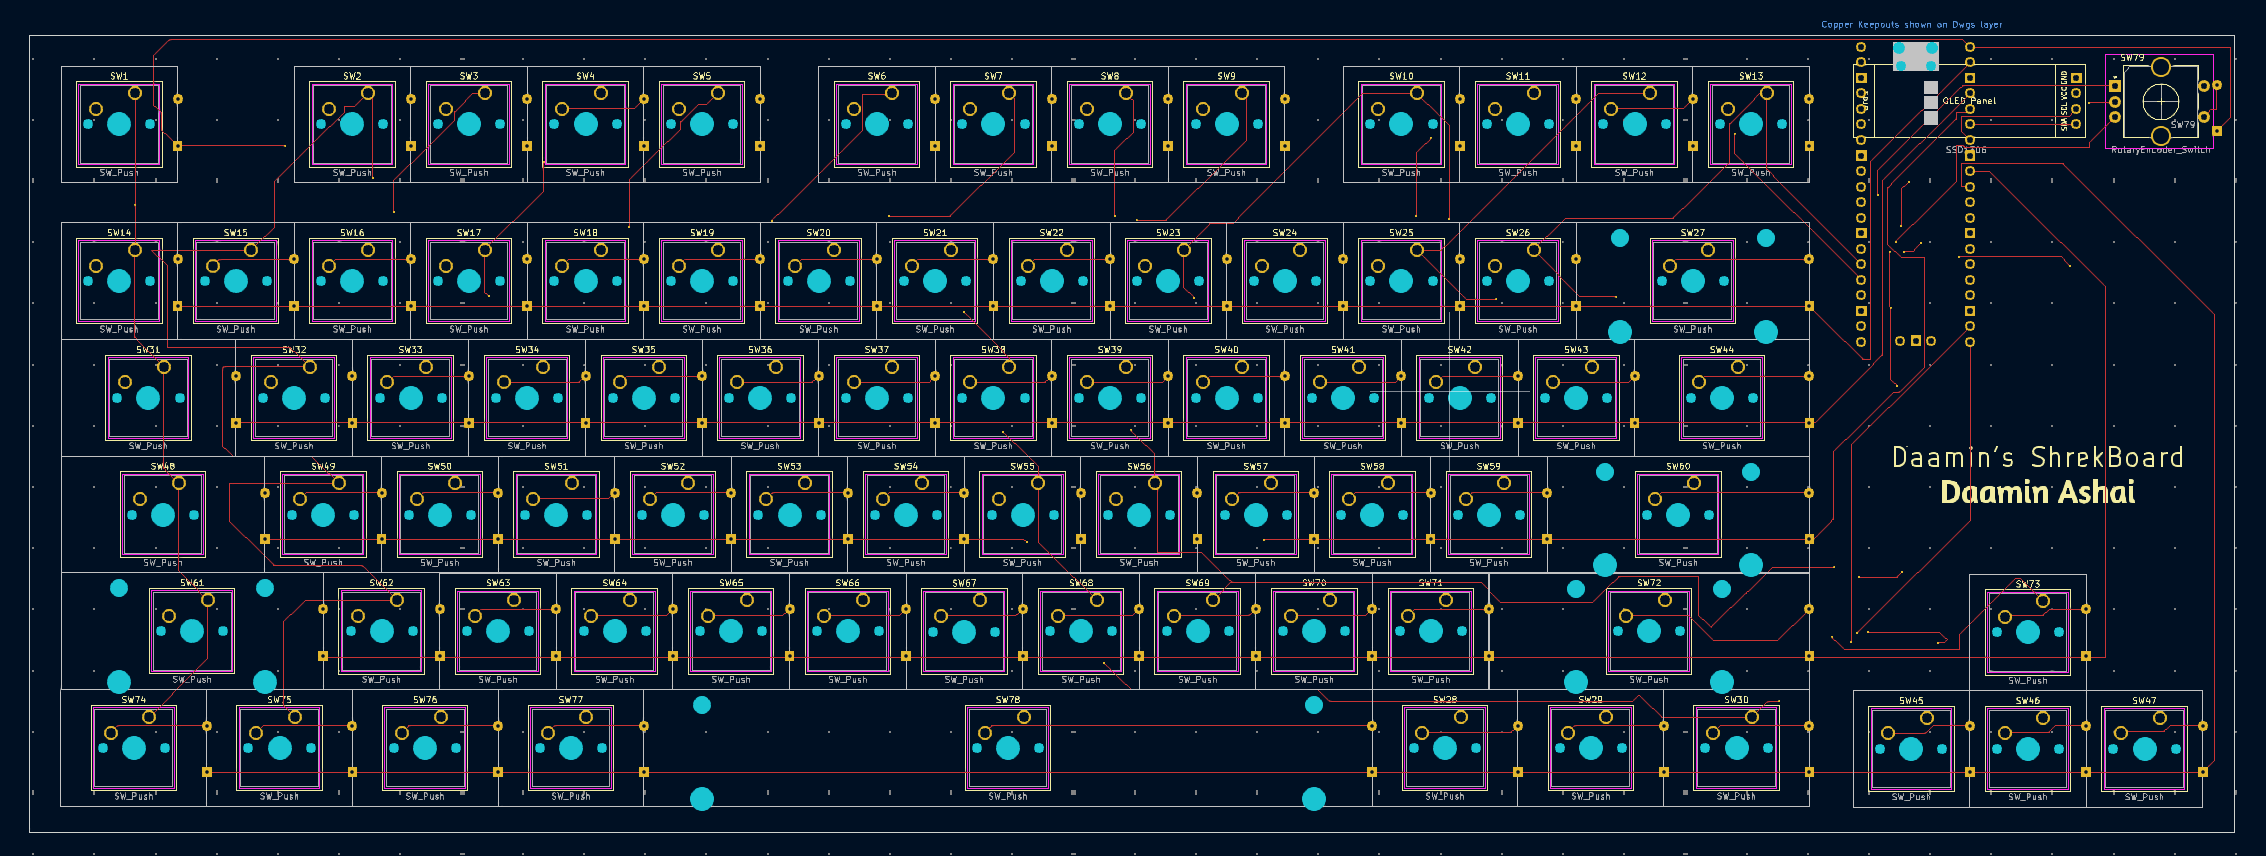 Copper Keepouts shown on Dwgs layer
SW1 SW2 SW3 SW4 SW5 SW6 SW7 SW8 SW9 SW10 SW11 SW12 SW13
SW79
OLED Panel
SDA SCL VCC GND
SW79
SW_Push SW_Push SW_Push SW_Push SW_Push SW_Push SW_Push SW_Push SW_Push SW_Push SW_Push SW_Push SW_Push
RotaryEncoder_Switch
SW14 SW15 SW16 SW17 SW18 SW19 SW20 SW21 SW22 SW23 SW24 SW25 SW26 SW27
SW_Push SW_Push SW_Push SW_Push SW_Push SW_Push SW_Push SW_Push SW_Push SW_Push SW_Push SW_Push SW_Push SW_Push
SW31 SW32 SW33 SW34 SW35 SW36 SW37 SW38 SW39 SW40 SW41 SW42 SW43 SW44
SW_Push SW_Push SW_Push SW_Push SW_Push SW_Push SW_Push SW_Push SW_Push SW_Push SW_Push SW_Push SW_Push SW_Push
Daamin's ShrekBoard
Daamin Ashai
SW48 SW49 SW50 SW51 SW52 SW53 SW54 SW55 SW56 SW57 SW58 SW59 SW60
SW_Push SW_Push SW_Push SW_Push SW_Push SW_Push SW_Push SW_Push SW_Push SW_Push SW_Push SW_Push SW_Push
SW61 SW62 SW63 SW64 SW65 SW66 SW67 SW68 SW69 SW70 SW71 SW72 SW73
SW_Push SW_Push SW_Push SW_Push SW_Push SW_Push SW_Push SW_Push SW_Push SW_Push SW_Push SW_Push SW_Push
SW74 SW75 SW76 SW77 SW78 SW28 SW29 SW30 SW45 SW46 SW47
SW_Push SW_Push SW_Push SW_Push SW_Push SW_Push SW_Push SW_Push SW_Push SW_Push SW_Push